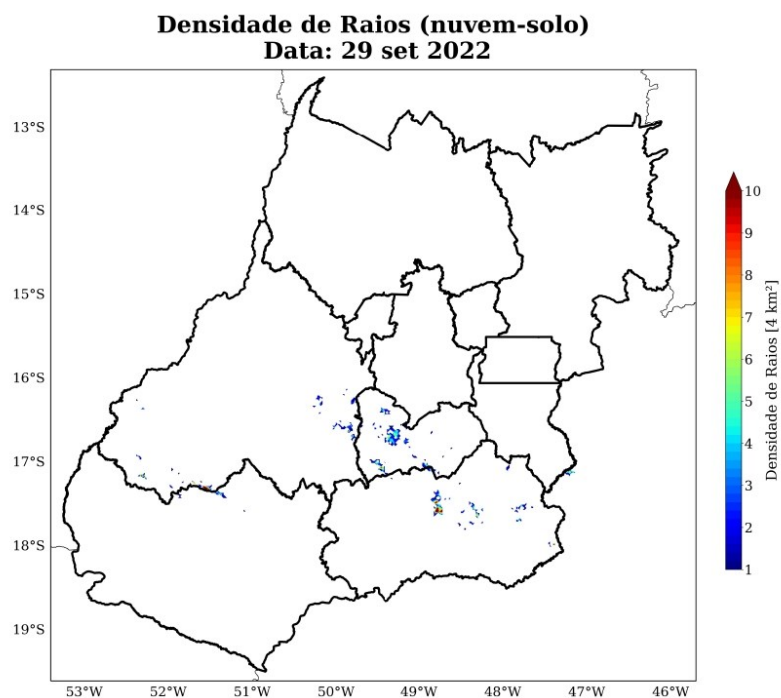 Densidade de Raios (nuvem-solo)
Data: 29 set 2022
13°S
14°S
15°S
16°S
17°S
18°S
19°S
53°W 52°W 51°W 50°W 49°W 48°W 47°W 46°W
10
9
8
7
6
5
4
3
2
1
Densidade de Raios [4 km²]